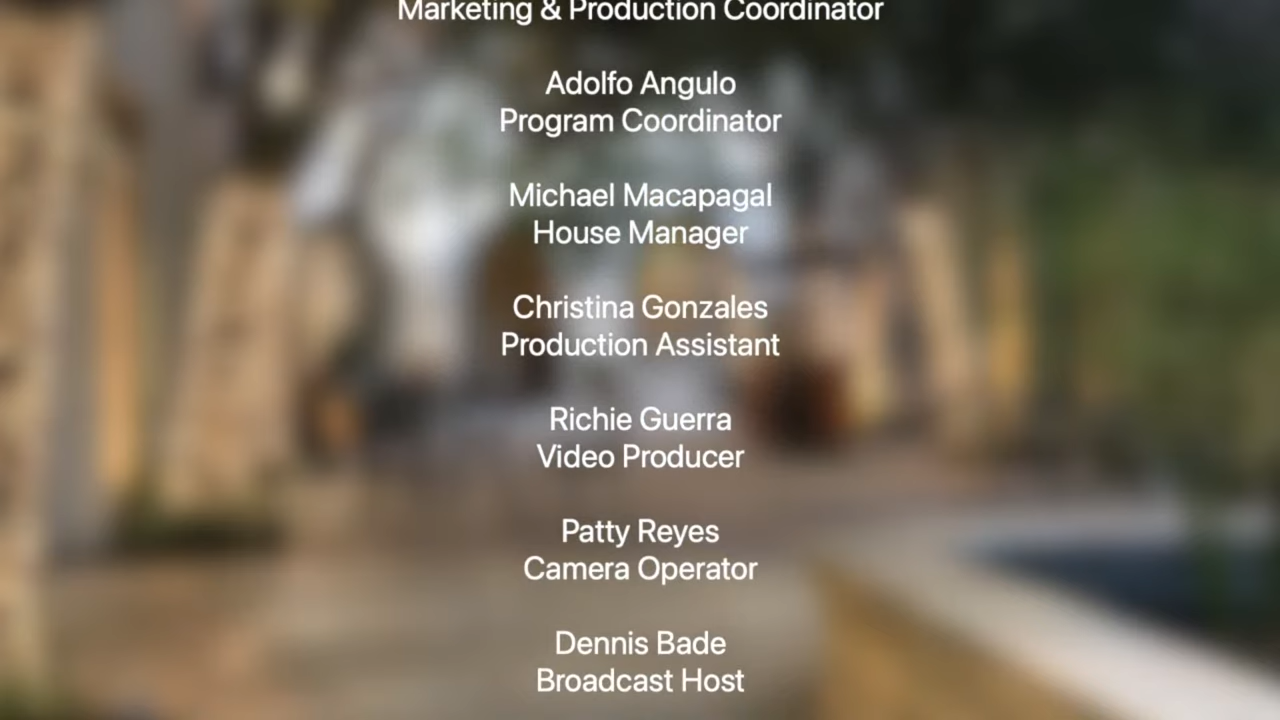 Marketing & Production Coordinator
Adolfo Angulo
Program Coordinator
Michael Macapagal
House Manager
Christina Gonzales
Production Assistant
Richie Guerra
Video Producer
Patty Reyes
Camera Operator
Dennis Bade
Broadcast Host